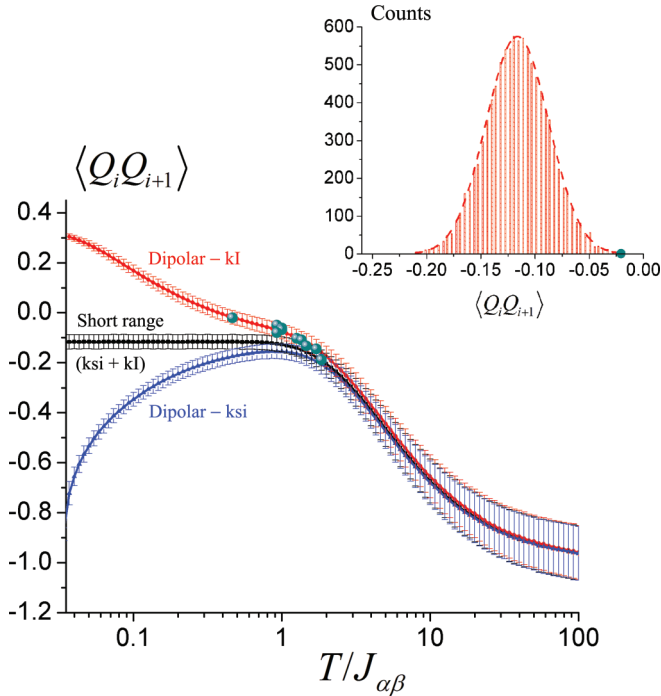 Counts
600
500
400
300
200
100
0
-0.25 -0.20 -0.15 -0.10 -0.05 0.00
⟨QᵢQᵢ₊₁⟩
⟨QᵢQᵢ₊₁⟩
0.4
0.2
0.0
-0.2
-0.4
-0.6
-0.8
-1.0
-1.2
Dipolar – kI
Short range
(ksi + kI)
Dipolar – ksi
0.1 1 10 100
T/J_αβ